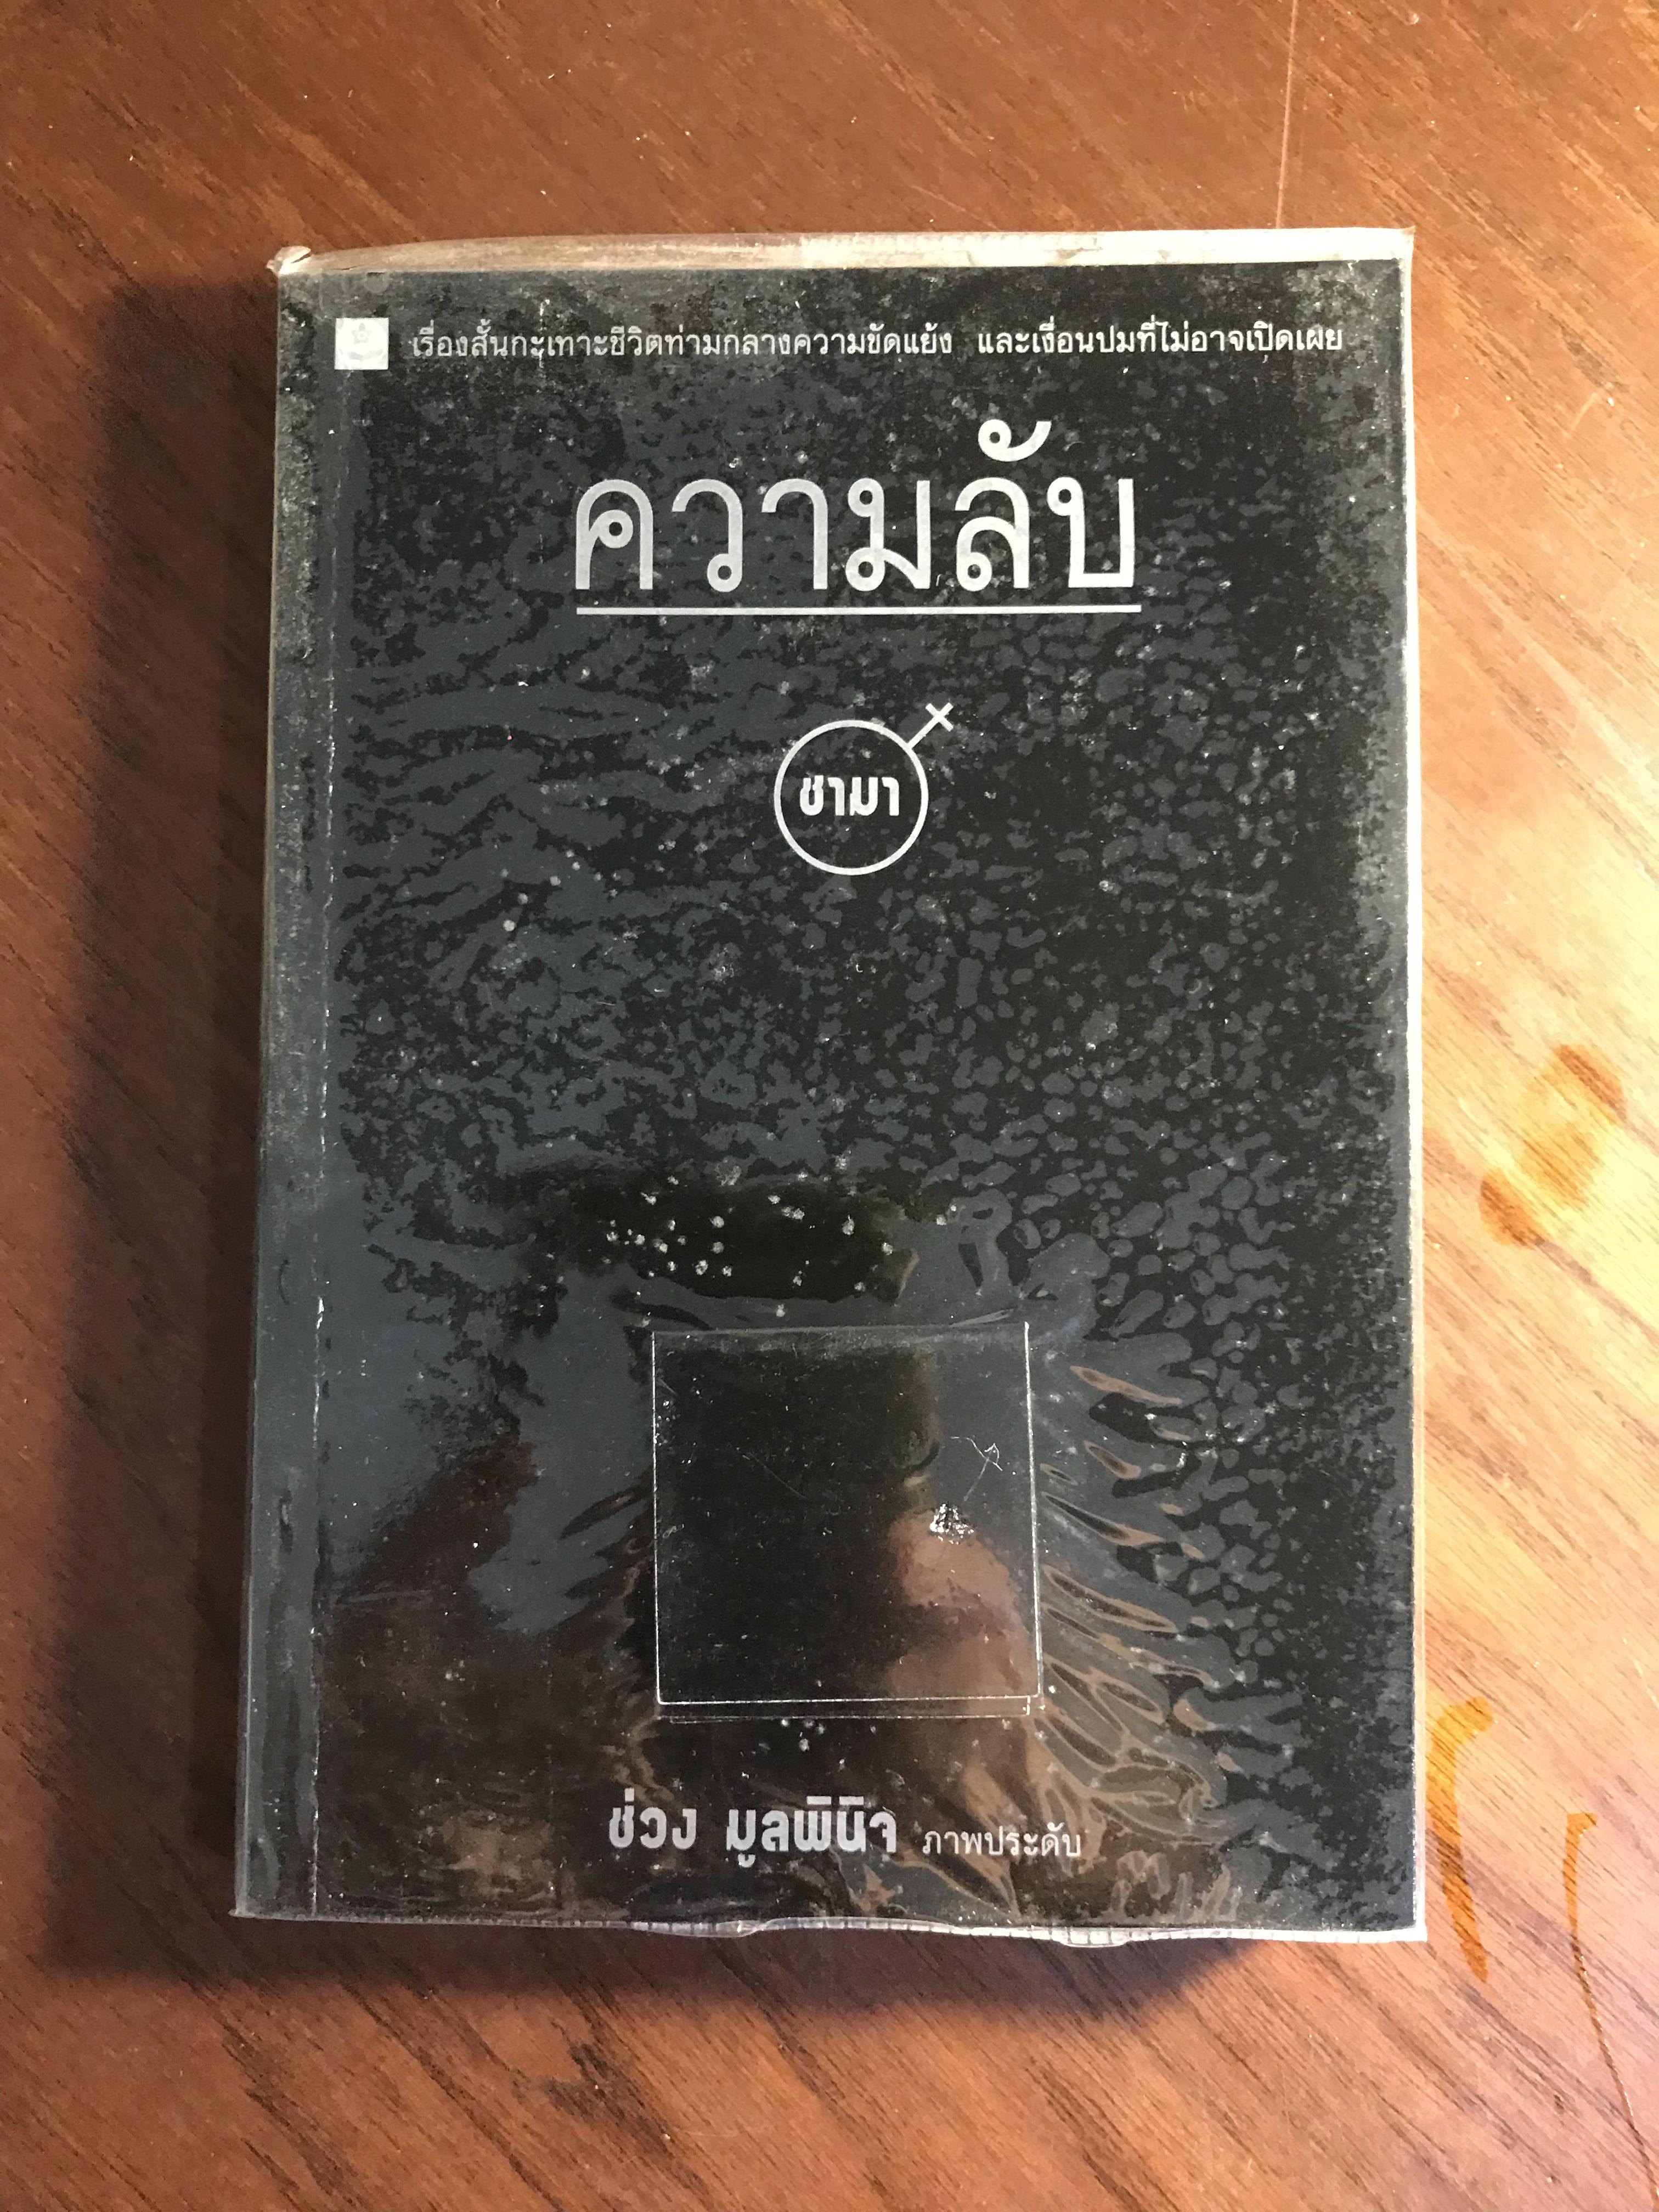 เรื่องสั้นกะเทาะชีวิตท่ามกลางความขัดแย้ง และเงื่อนปมที่ไม่อาจเปิดเผย
ความลับ
ชามา
ช่วง มูลพินิจ ภาพประดับ